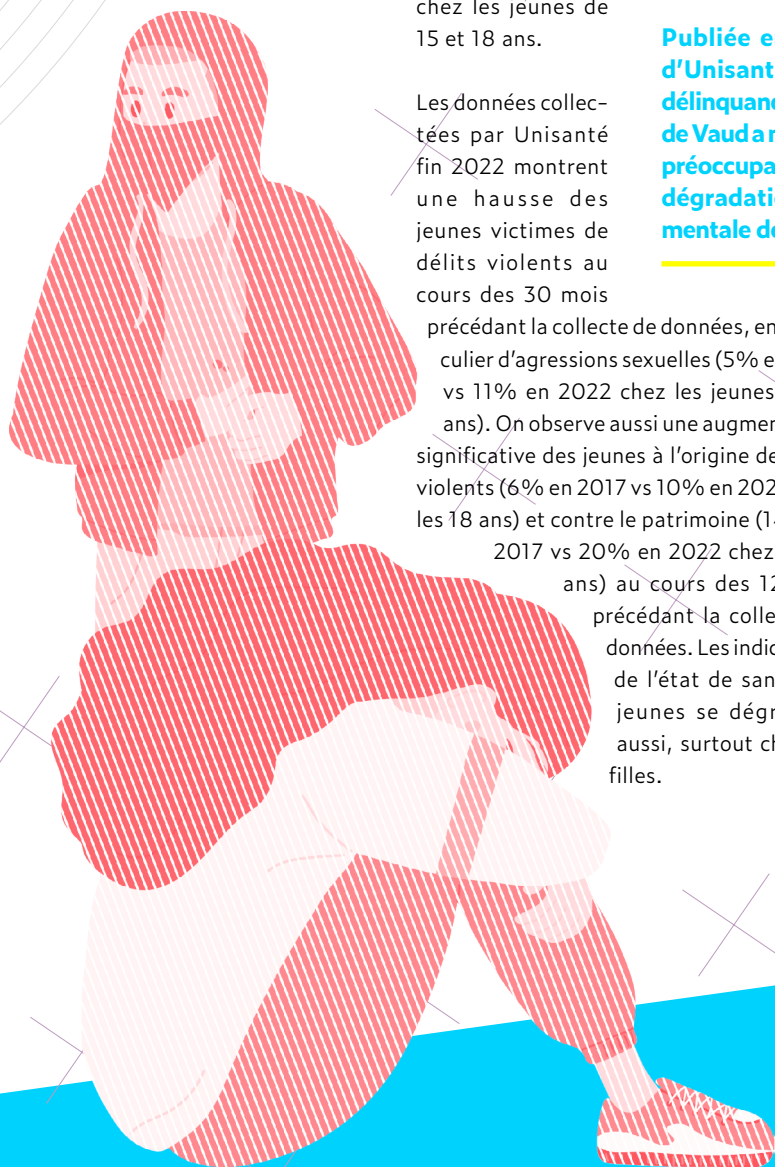 chez les jeunes de
15 et 18 ans.
Les données collec-
tées par Unisanté
fin 2022 montrent
une hausse des
jeunes victimes de
délits violents au
cours des 30 mois
précédant la collecte de données, en
culier d'agressions sexuelles (5% e
vs 11% en 2022 chez les jeunes
ans). On observe aussi une augmen
significative des jeunes à l'origine de
violents (6% en 2017 vs 10% en 202
les 18 ans) et contre le patrimoine (1
2017 vs 20% en 2022 chez
ans) au cours des 12
précédant la colle
données. Les indic
de l'état de san
jeunes se dégr
aussi, surtout ch
filles.
Publiée e
d'Unisant
délinquanc
de Vaud a
préoccupa
dégradati
mentale de